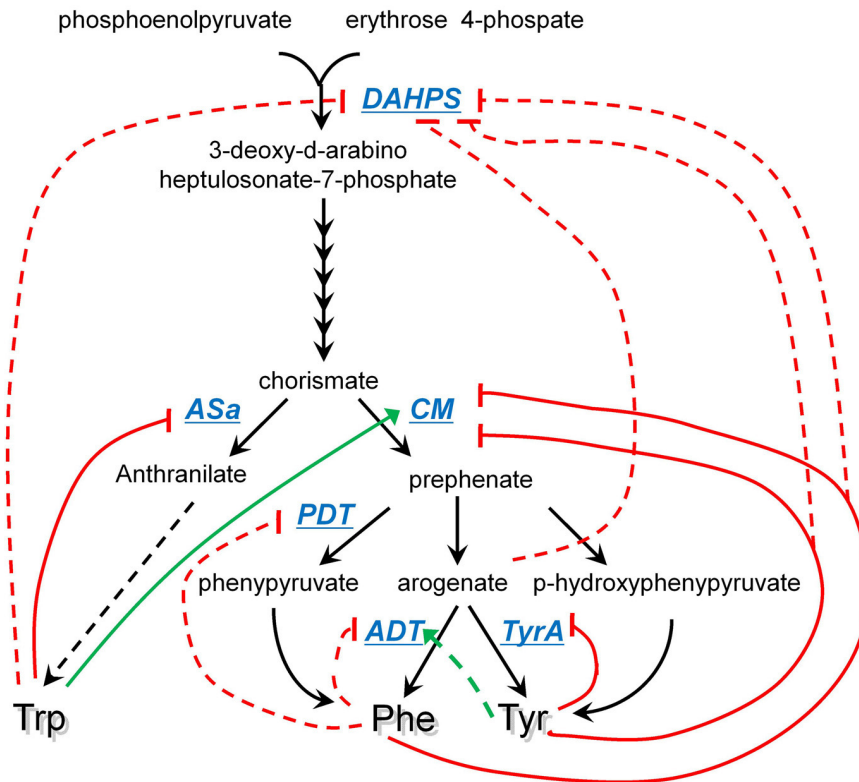 phosphoenolpyruvate erythrose 4-phospate
DAHPS
3-deoxy-d-arabino
heptulosonate-7-phosphate
chorismate
ASa CM
Anthranilate prephenate
PDT
phenypyruvate arogenate p-hydroxyphenypyruvate
ADT TyrA
Trp Phe Tyr